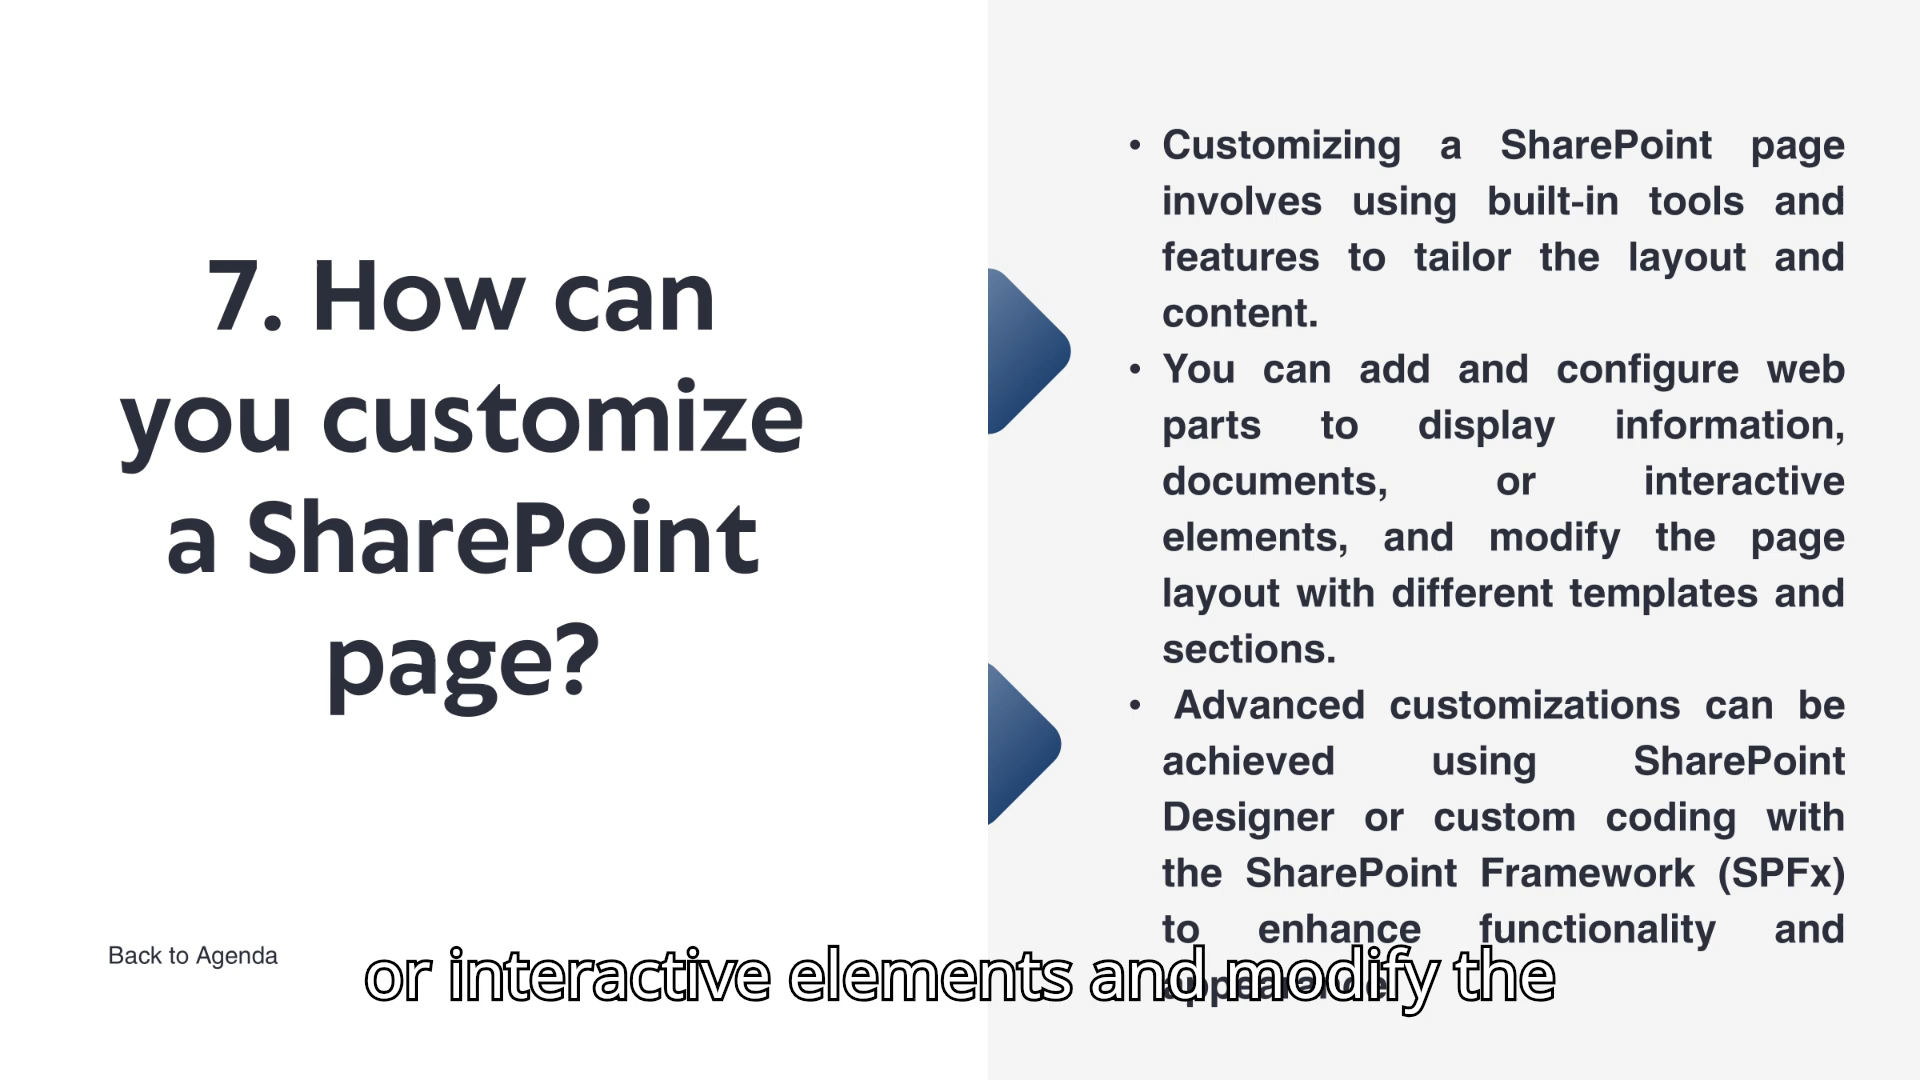 7. How can
you customize
a SharePoint
page?
Back to Agenda
• Customizing a SharePoint page
involves using built-in tools and
features to tailor the layout and
content.
• You can add and configure web
parts to display information,
documents, or interactive
elements, and modify the page
layout with different templates and
sections.
• Advanced customizations can be
achieved using SharePoint
Designer or custom coding with
the SharePoint Framework (SPFx)
to enhance functionality and
appearance.
or interactive elements and modify the